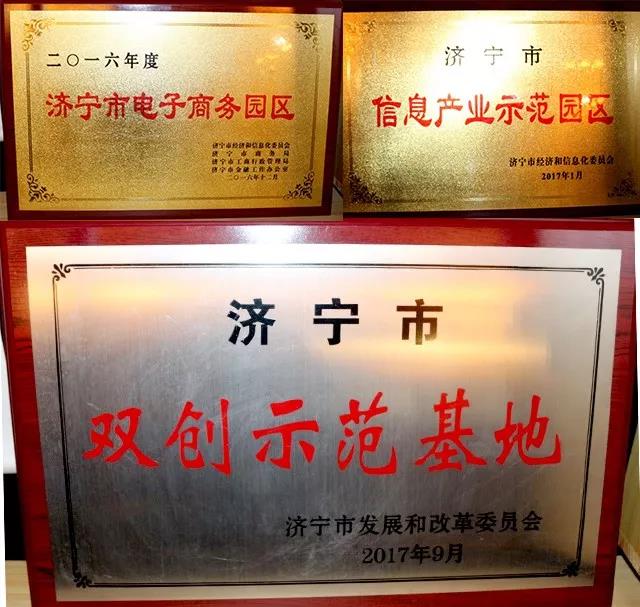 二〇一六年度
济宁市电子商务园区
济宁市经济和信息化委员会
济宁市商务局
济宁市工商行政管理局
济宁市金融工作办公室
二〇一六年十二月
济宁市
信息产业示范园区
济宁市经济和信息化委员会
2017年1月
济宁市
双创示范基地
济宁市发展和改革委员会
2017年9月